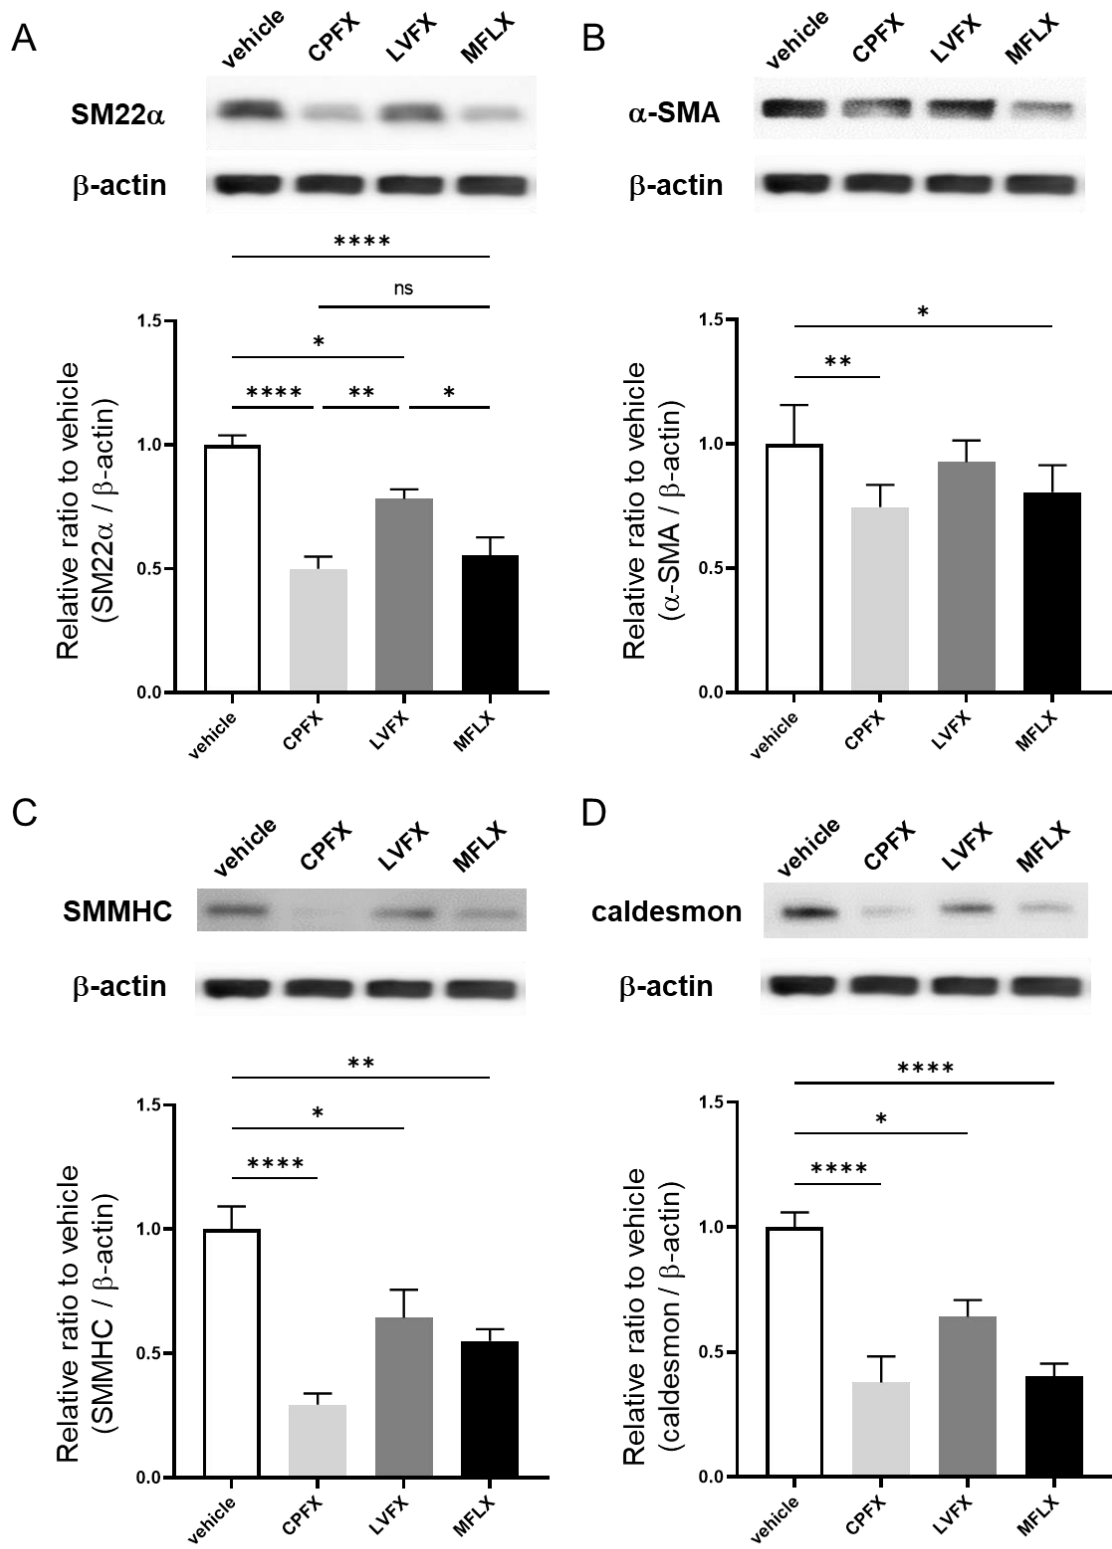 A
vehicle CPFX LVFX MFLX
SM22α
β-actin
****
ns
*
**** ** *
1.5
1.0
0.5
0.0
Relative ratio to vehicle
(SM22α / β-actin)
vehicle CPFX LVFX MFLX
B
vehicle CPFX LVFX MFLX
α-SMA
β-actin
*
**
1.5
1.0
0.5
0.0
Relative ratio to vehicle
(α-SMA / β-actin)
vehicle CPFX LVFX MFLX
C
vehicle CPFX LVFX MFLX
SMMHC
β-actin
**
*
****
1.5
1.0
0.5
0.0
Relative ratio to vehicle
(SMMHC / β-actin)
vehicle CPFX LVFX MFLX
D
vehicle CPFX LVFX MFLX
caldesmon
β-actin
****
*
****
1.5
1.0
0.5
0.0
Relative ratio to vehicle
(caldesmon / β-actin)
vehicle CPFX LVFX MFLX